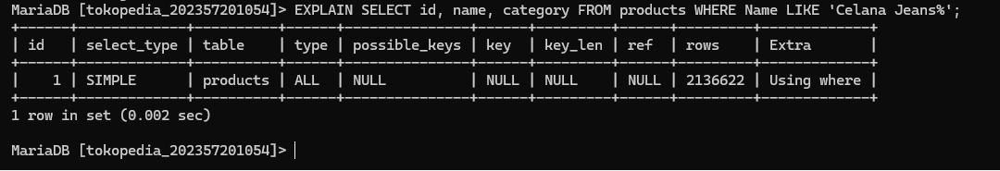 MariaDB [tokopedia_202357201054]> EXPLAIN SELECT id, name, category FROM products WHERE Name LIKE 'Celana Jeans%';
+------+-------------+----------+------+---------------+------+---------+------+---------+-------------+
| id   | select_type | table    | type | possible_keys | key  | key_len | ref  | rows    | Extra       |
+------+-------------+----------+------+---------------+------+---------+------+---------+-------------+
|    1 | SIMPLE      | products | ALL  | NULL          | NULL | NULL    | NULL | 2136622 | Using where |
+------+-------------+----------+------+---------------+------+---------+------+---------+-------------+
1 row in set (0.002 sec)
MariaDB [tokopedia_202357201054]>